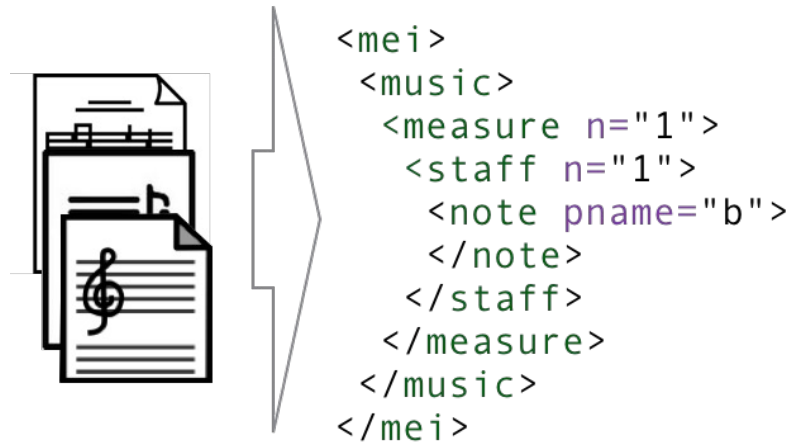 <mei>
<music>
<measure n="1">
<staff n="1">
<note pname="b">
</note>
</staff>
</measure>
</music>
</mei>